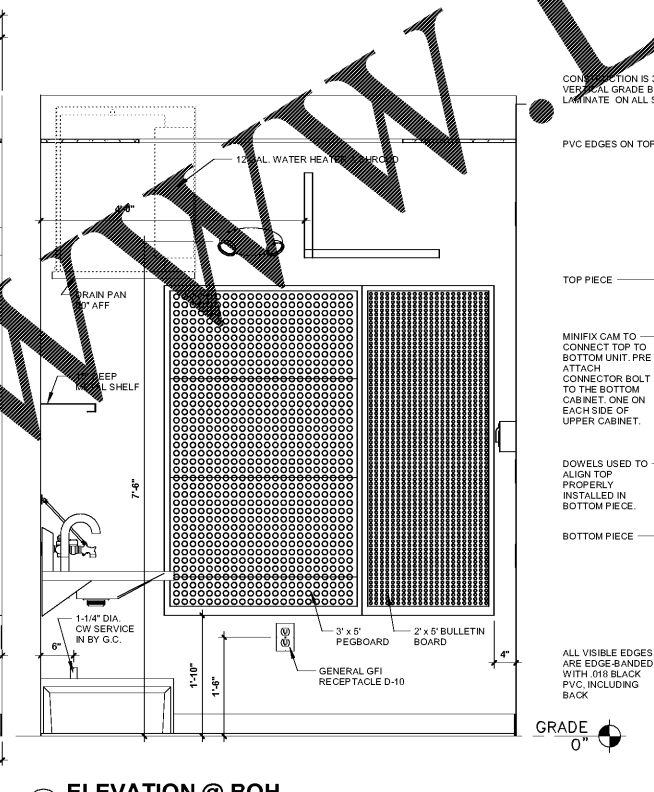 WWW
CONSTRUCTION IS 3
VERTICAL GRADE B
LAMINATE ON ALL S
PVC EDGES ON TOP
12 GAL. WATER HEATER
SHROUD
DRAIN PAN
AFF
TOP PIECE
MINIFIX CAM TO
CONNECT TOP TO
BOTTOM UNIT. PRE
ATTACH
CONNECTOR BOLT
TO THE BOTTOM
CABINET. ONE ON
EACH SIDE OF
UPPER CABINET.
DEEP
METAL SHELF
7'-6"
DOWELS USED TO
ALIGN TOP
PROPERLY
INSTALLED IN
BOTTOM PIECE.
BOTTOM PIECE
1-1/4" DIA.
CW SERVICE
IN BY G.C.
6"
3' x 5'
PEGBOARD
2' x 5' BULLETIN
BOARD
4"
1'-10"
1'-6"
GENERAL GFI
RECEPTACLE D-10
ALL VISIBLE EDGES
ARE EDGE-BANDED
WITH .018 BLACK
PVC, INCLUDING
BACK
GRADE
0"
ELEVATION @ BOH